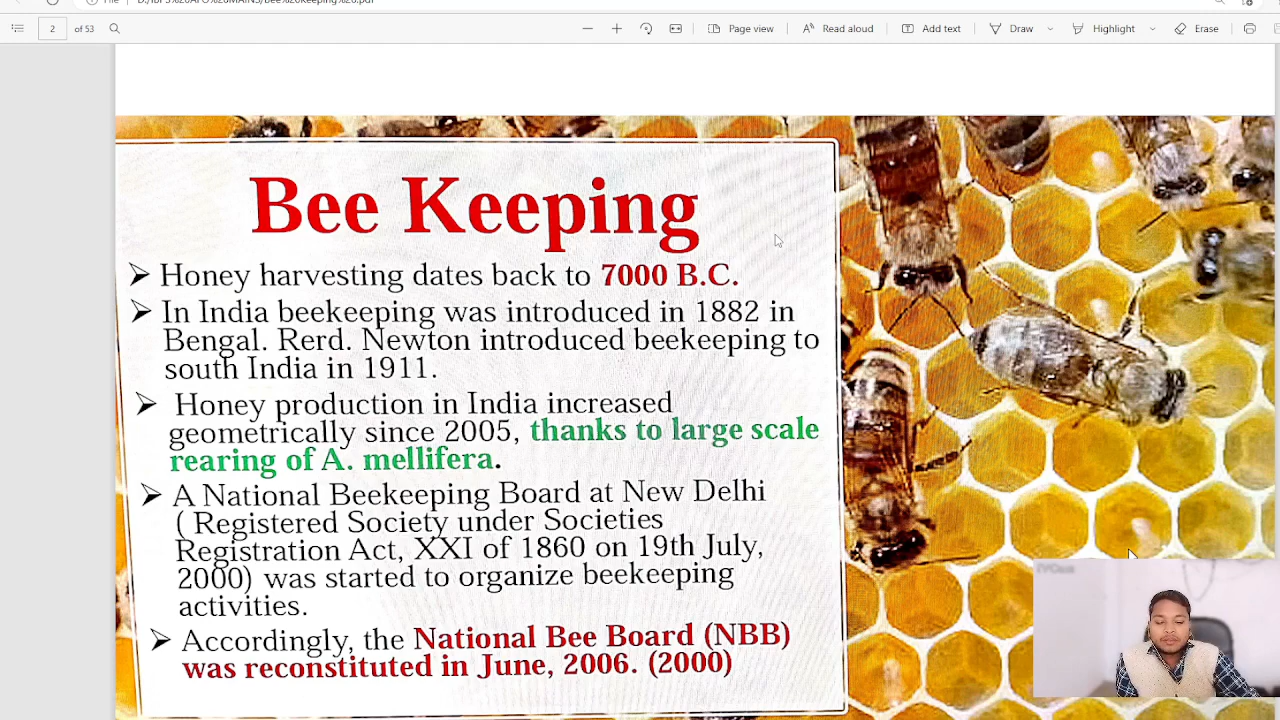 2 of 53 Page view Read aloud Add text Draw Highlight Erase
Bee Keeping
Honey harvesting dates back to 7000 B.C.
In India beekeeping was introduced in 1882 in
Bengal. Rerd. Newton introduced beekeeping to
south India in 1911.
Honey production in India increased
geometrically since 2005, thanks to large scale
rearing of A. mellifera.
A National Beekeeping Board at New Delhi
( Registered Society under Societies
Registration Act, XXI of 1860 on 19th July,
2000) was started to organize beekeeping
activities.
Accordingly, the National Bee Board (NBB)
was reconstituted in June, 2006. (2000)